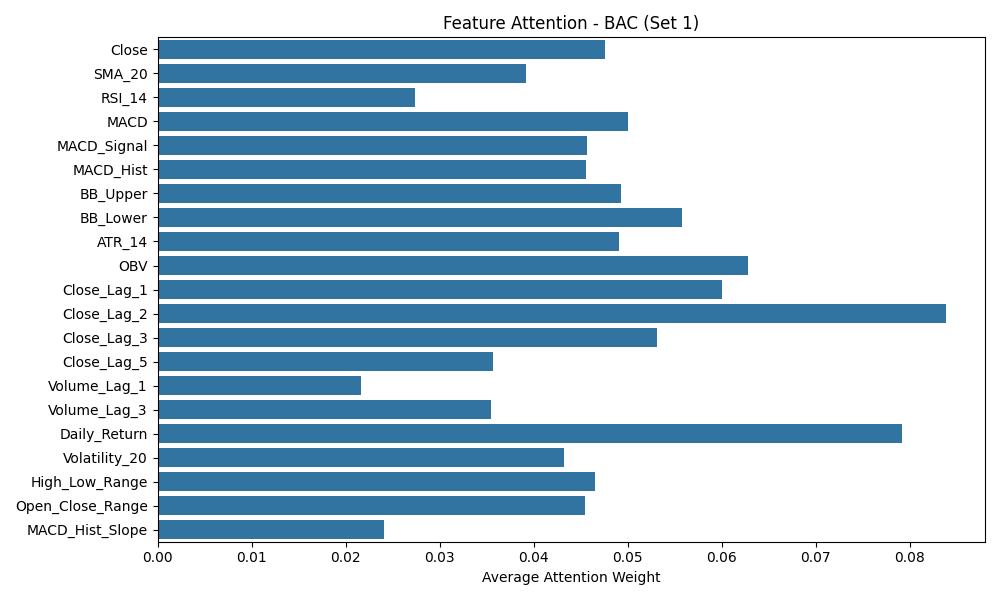 Feature Attention - BAC (Set 1)
Close
SMA_20
RSI_14
MACD
MACD_Signal
MACD_Hist
BB_Upper
BB_Lower
ATR_14
OBV
Close_Lag_1
Close_Lag_2
Close_Lag_3
Close_Lag_5
Volume_Lag_1
Volume_Lag_3
Daily_Return
Volatility_20
High_Low_Range
Open_Close_Range
MACD_Hist_Slope
0.00 0.01 0.02 0.03 0.04 0.05 0.06 0.07 0.08
Average Attention Weight